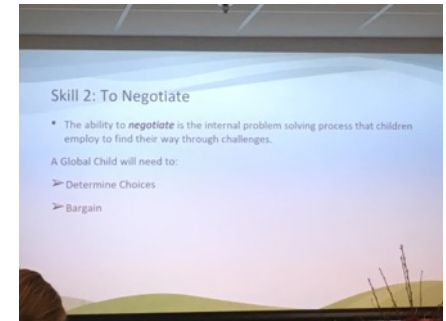 Skill 2: To Negotiate
• The ability to negotiate is the internal problem solving process that children
employ to find their way through challenges.
A Global Child will need to:
➢ Determine Choices
➢ Bargain